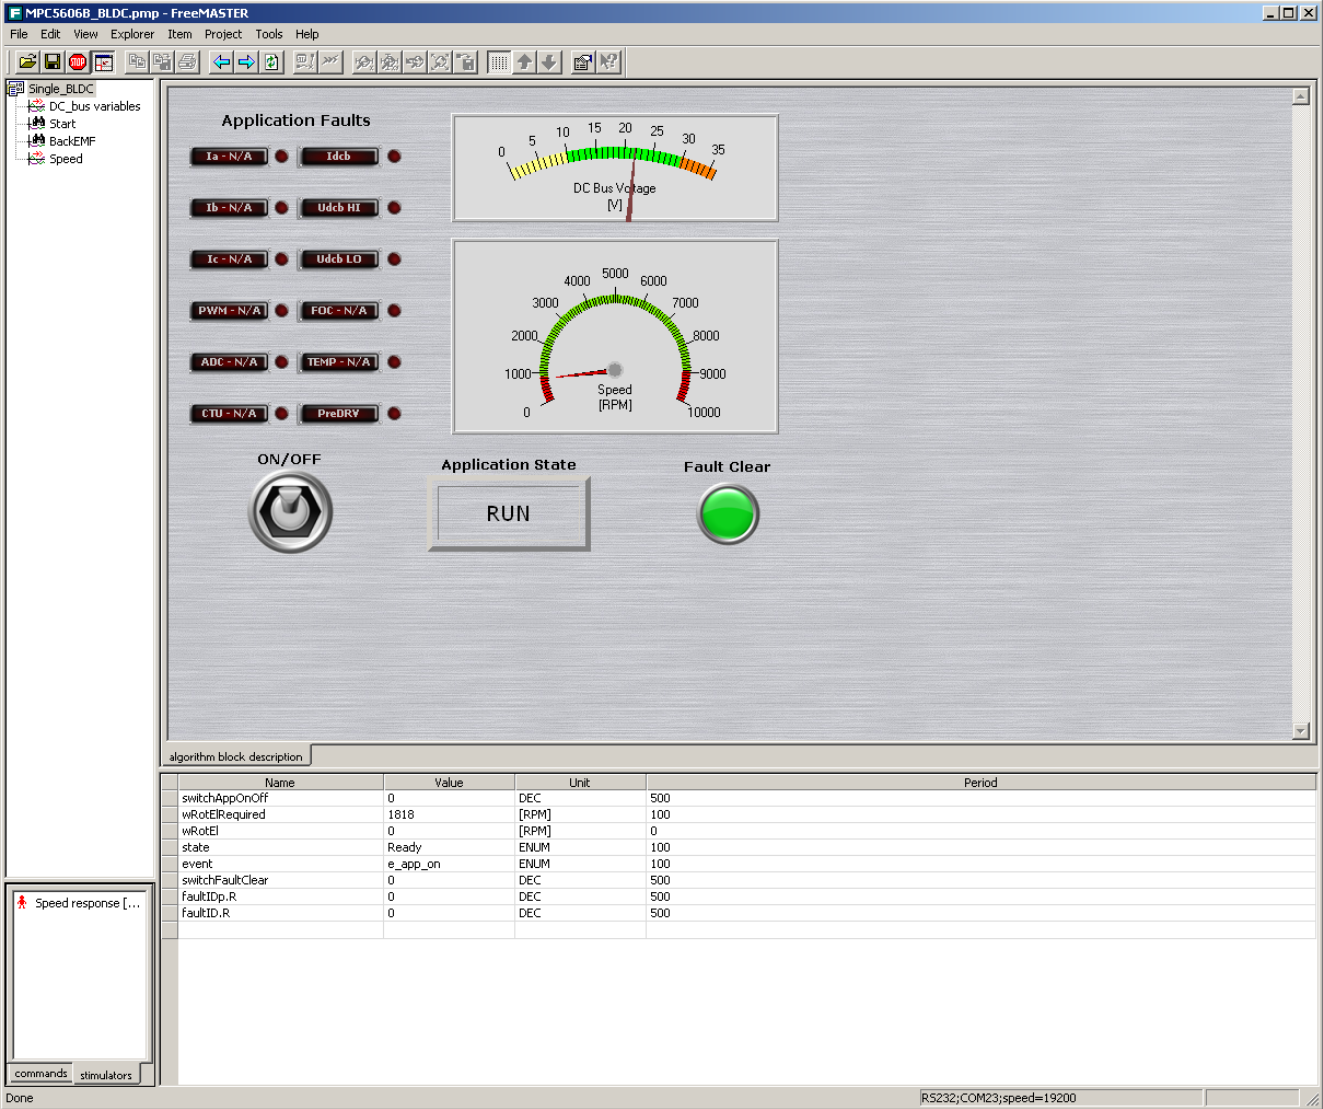 MPC5606B_BLDC.pmp - FreeMASTER
File Edit View Explorer Item Project Tools Help
STOP
Single_BLDC
DC_bus variables
Start
BackEMF
Speed
Application Faults
Ia - N/A Idcb
Ib - N/A Udcb HI
Ic - N/A Udcb LO
PWM - N/A FOC - N/A
ADC - N/A TEMP - N/A
CTU - N/A PreDRV
0 5 10 15 20 25 30 35
DC Bus Voltage
[V]
0 1000 2000 3000 4000 5000 6000 7000 8000 9000 10000
Speed
[RPM]
ON/OFF
Application State
RUN
Fault Clear
algorithm block description
Name Value Unit Period
switchAppOnOff 0 DEC 500
wRotElRequired 1818 [RPM] 100
wRotEl 0 [RPM] 0
state Ready ENUM 100
event e_app_on ENUM 100
switchFaultClear 0 DEC 500
faultIDp.R 0 DEC 500
faultID.R 0 DEC 500
Speed response [...
commands stimulators
Done
RS232;COM23;speed=19200